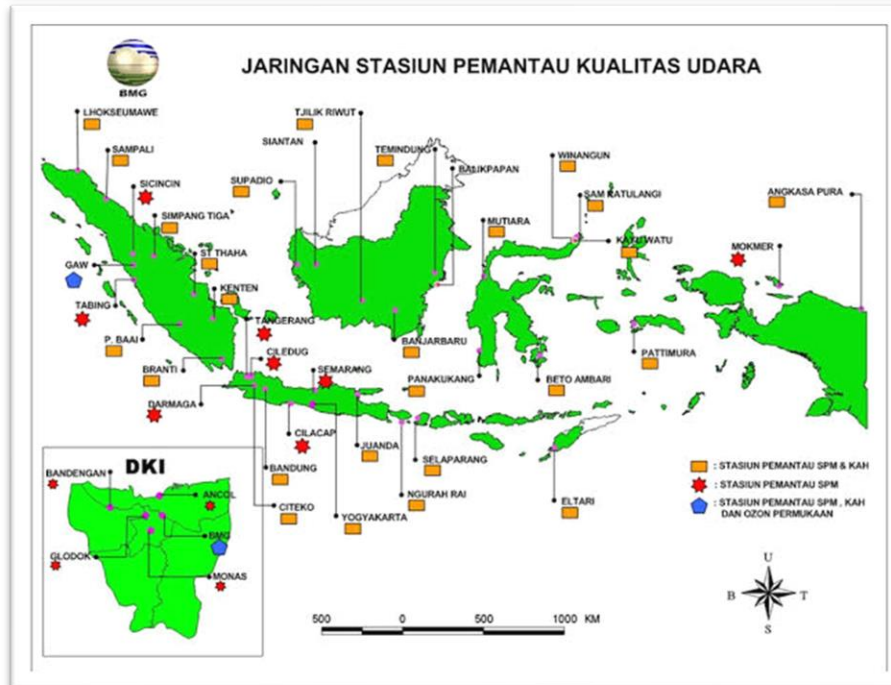 JARINGAN STASIUN PEMANTAU KUALITAS UDARA
BMG
LHOKSEUMAWE
TJILIK RIWUT
SIANTAN
SAMPALI
TEMINDUNG
WINANGUN
BALIKPAPAN
SUPADIO
SICINCIN
SAM RATULANGI
ANGKASA PURA
SIMPANG TIGA
MUTIARA
KAYUWATU
MOKMER
ST THAHA
GAW
KENTEN
TABING
TANGERANG
P. BAAI
BANJARBARU
CILEDUG
PATTIMURA
SEMARANG
BRANTI
PANAKUKANG
BETO AMBARI
DARMAGA
CILACAP
JUANDA
SELAPARANG
BANDUNG
NGURAH RAI
ELTARI
CITEKO
YOGYAKARTA
DKI
BANDENGAN
ANCOL
BMG
GLODOK
MONAS
: STASIUN PEMANTAU SPM & KAH
: STASIUN PEMANTAU SPM
: STASIUN PEMANTAU SPM , KAH
DAN OZON PERMUKAAN
U
B T
S
500 0 500 1000 KM